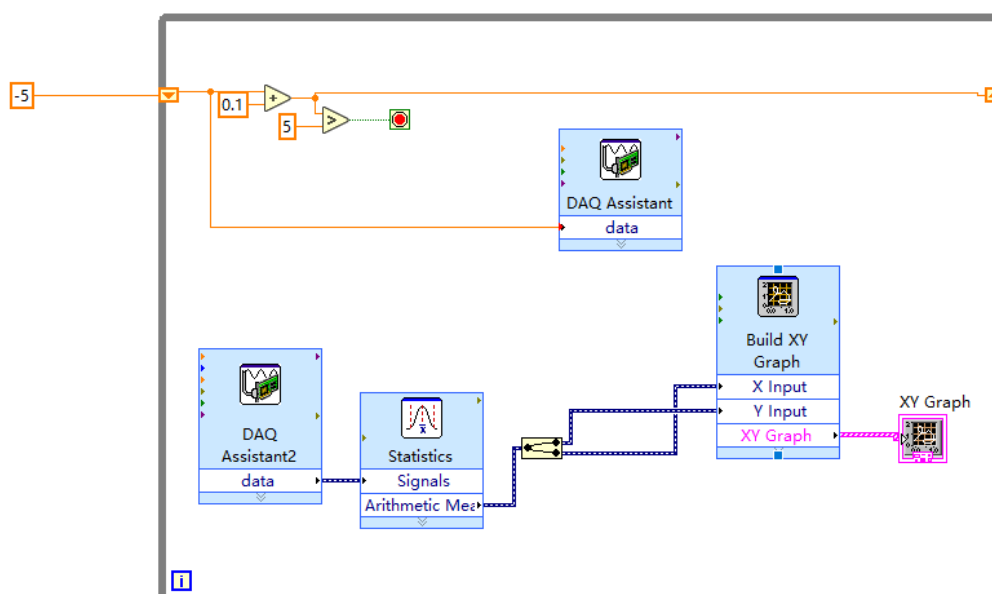 -5
0.1
+
5
>
DAQ Assistant
data
Build XY
Graph
X Input
Y Input
XY Graph
XY Graph
DAQ
Assistant2
data
Statistics
Signals
Arithmetic Mea
i